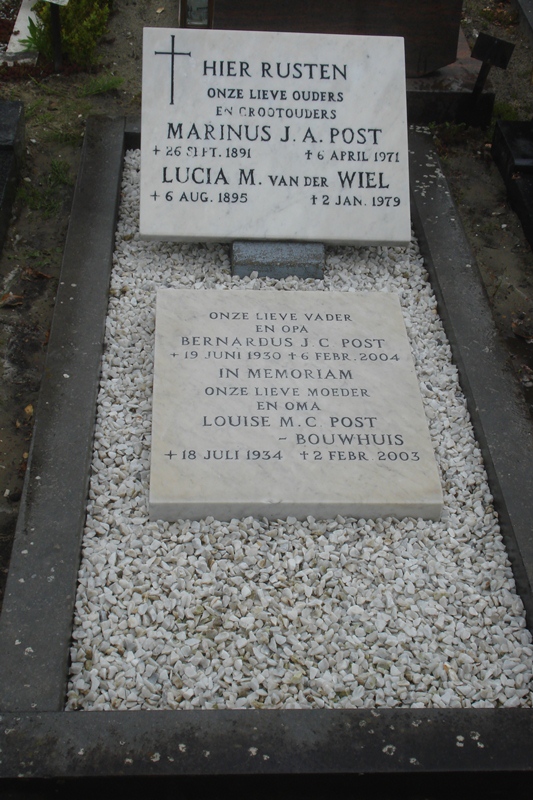 HIER RUSTEN
ONZE LIEVE OUDERS
EN GROOTOUDERS
MARINUS J. A. POST
+ 26 SEPT. 1891 † 6 APRIL 1971
LUCIA M. VAN DER WIEL
+ 6 AUG. 1895 † 2 JAN. 1979
ONZE LIEVE VADER
EN OPA
BERNARDUS J. C. POST
+ 19 JUNI 1930 † 6 FEBR. 2004
IN MEMORIAM
ONZE LIEVE MOEDER
EN OMA
LOUISE M. C. POST
- BOUWHUIS
+ 18 JULI 1934 † 2 FEBR. 2003